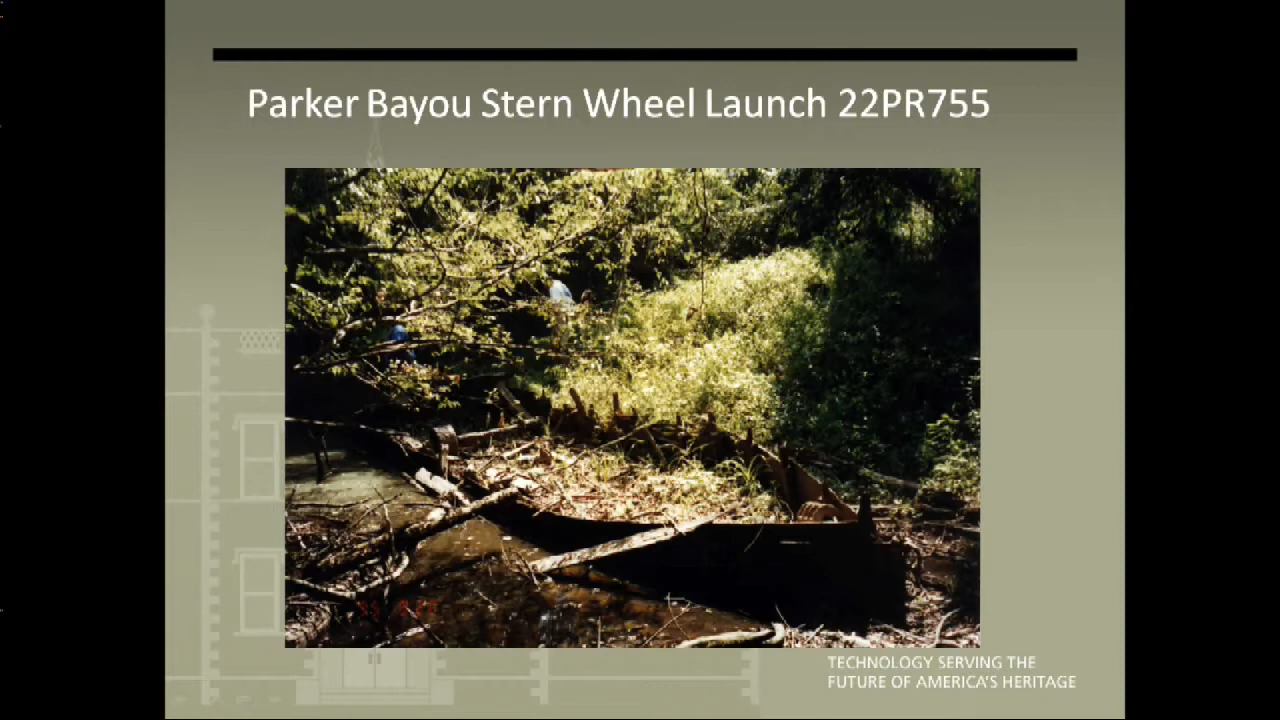 Parker Bayou Stern Wheel Launch 22PR755
TECHNOLOGY SERVING THE
FUTURE OF AMERICA'S HERITAGE